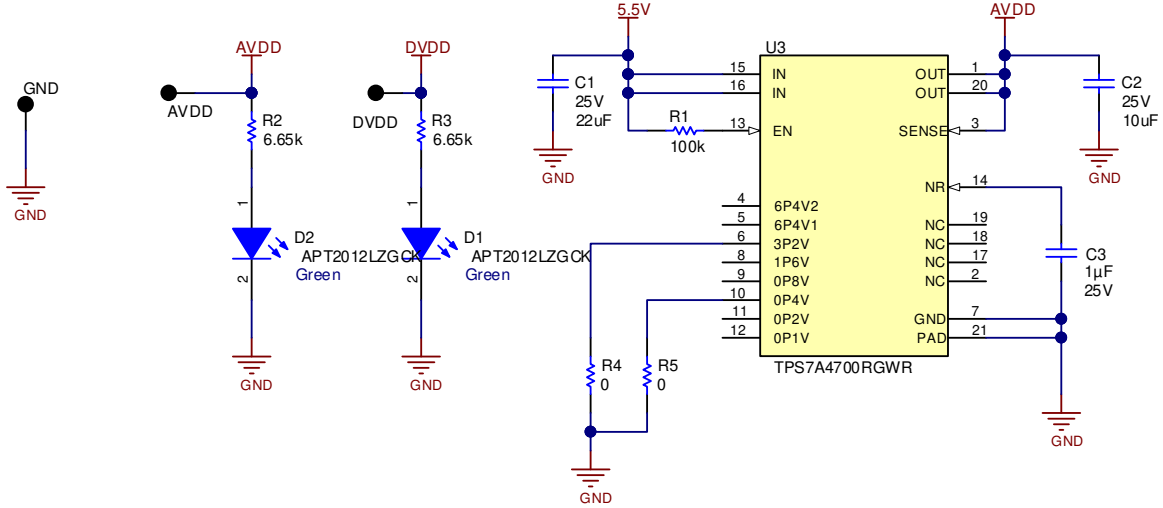 GND
GND
AVDD
AVDD
R2
6.65k
1
D2
APT2012LZGCK
Green
2
GND
DVDD
DVDD
R3
6.65k
1
D1
APT2012LZGCK
Green
2
GND
5.5V
C1
25V
22uF
GND
R1
100k
U3
15 IN
16 IN
13 EN
4 6P4V2
5 6P4V1
6 3P2V
8 1P6V
9 0P8V
10 0P4V
11 0P2V
12 0P1V
OUT 1
OUT 20
SENSE 3
NR 14
NC 19
NC 18
NC 17
NC 2
GND 7
PAD 21
TPS7A4700RGWR
AVDD
C2
25V
10uF
GND
C3
1µF
25V
GND
R4
0
R5
0
GND